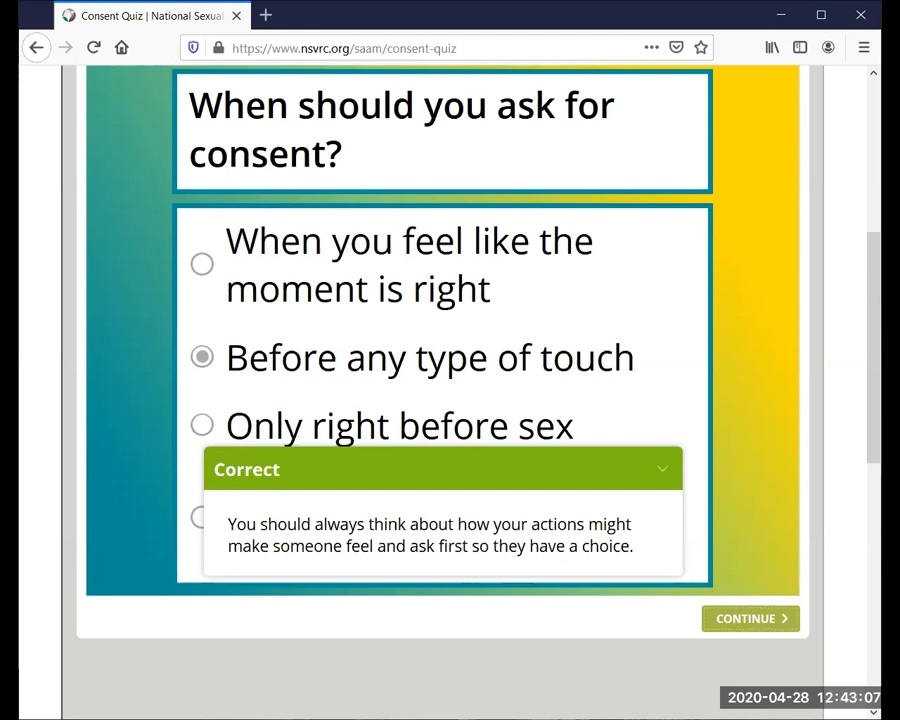 Consent Quiz | National Sexual
https://www.nsvrc.org/saam/consent-quiz
When should you ask for
consent?
When you feel like the
moment is right
Before any type of touch
Only right before sex
Correct
You should always think about how your actions might
make someone feel and ask first so they have a choice.
CONTINUE
2020-04-28 12:43:07